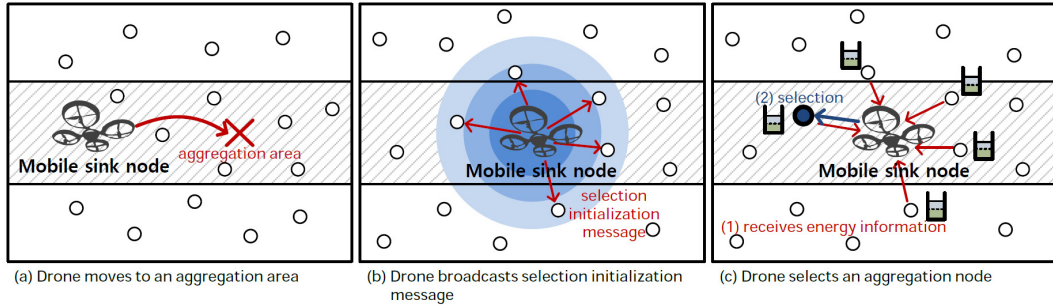 aggregation area
Mobile sink node
(a) Drone moves to an aggregation area
Mobile sink node
selection
initialization
message
(b) Drone broadcasts selection initialization
message
(2) selection
Mobile sink node
(1) receives energy information
(c) Drone selects an aggregation node